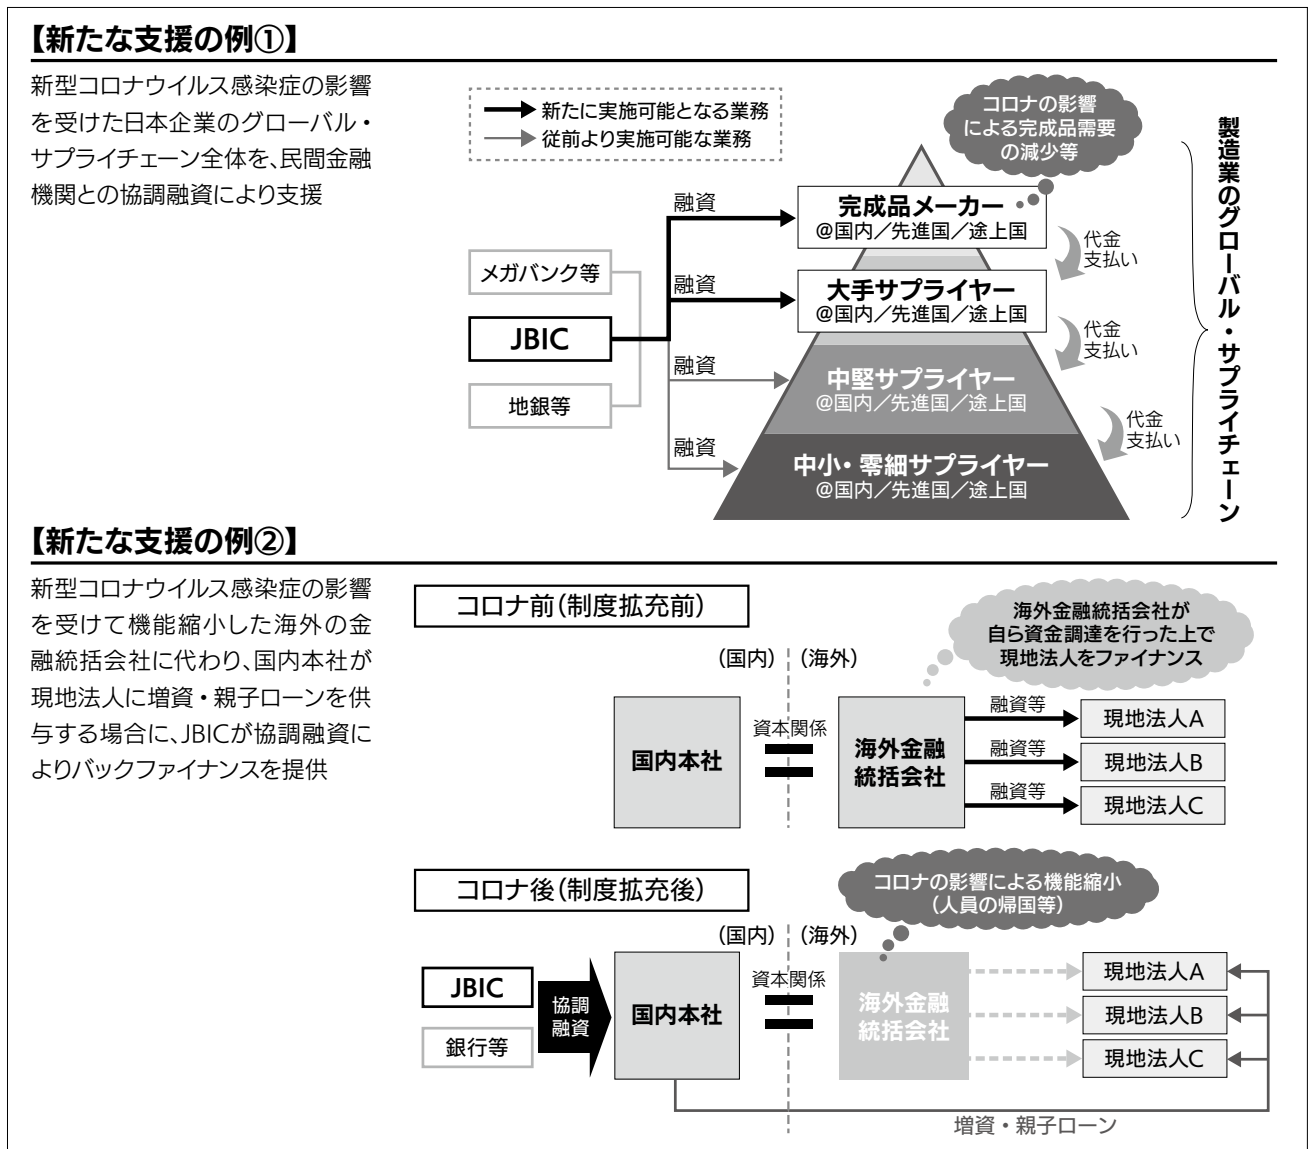 【新たな支援の例①】
新型コロナウイルス感染症の影響
を受けた日本企業のグローバル・
サプライチェーン全体を、民間金融
機関との協調融資により支援
新たに実施可能となる業務
従前より実施可能な業務
コロナの影響
による完成品需要
の減少等
製造業のグローバル・サプライチェーン
融資
完成品メーカー
@国内／先進国／途上国
代金
支払い
メガバンク等
融資
大手サプライヤー
@国内／先進国／途上国
JBIC
代金
支払い
融資
中堅サプライヤー
@国内／先進国／途上国
地銀等
代金
支払い
融資
中小・零細サプライヤー
@国内／先進国／途上国
【新たな支援の例②】
新型コロナウイルス感染症の影響
を受けて機能縮小した海外の金
融統括会社に代わり、国内本社が
現地法人に増資・親子ローンを供
与する場合に、JBICが協調融資に
よりバックファイナンスを提供
コロナ前（制度拡充前）
海外金融統括会社が
自ら資金調達を行った上で
現地法人をファイナンス
（国内）
（海外）
国内本社
資本関係
海外金融
統括会社
融資等
現地法人A
融資等
現地法人B
融資等
現地法人C
コロナ後（制度拡充後）
コロナの影響による機能縮小
（人員の帰国等）
（国内）
（海外）
JBIC
銀行等
協調
融資
国内本社
資本関係
海外金融
統括会社
現地法人A
現地法人B
現地法人C
増資・親子ローン